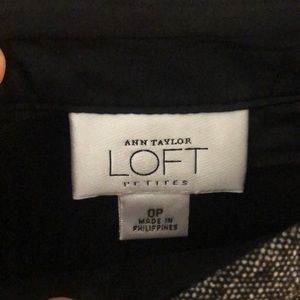 ANN TAYLOR
LOFT
PETITES
0P
MADE IN
PHILIPPINES